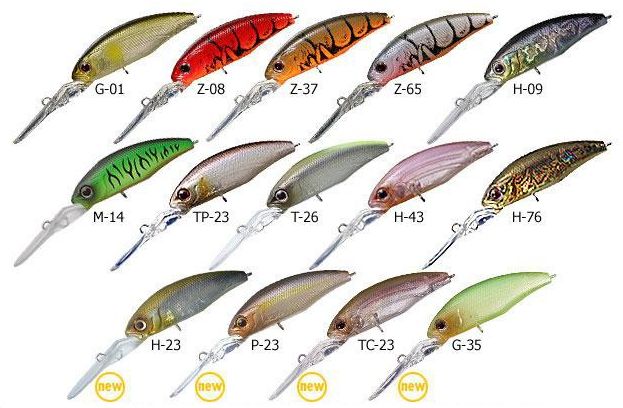 G-01 Z-08 Z-37 Z-65 H-09
M-14 TP-23 T-26 H-43 H-76
H-23 P-23 TC-23 G-35
new new new new